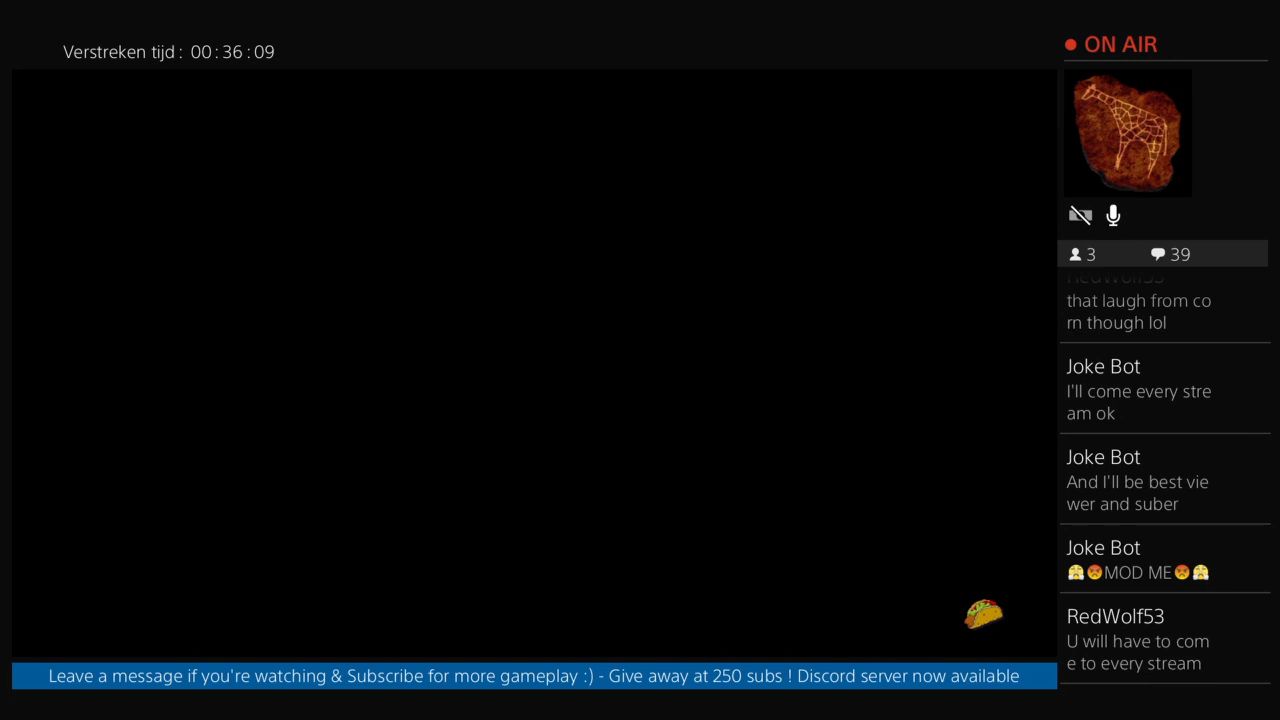 Verstreken tijd : 00 : 36 : 09
ON AIR
3 39
RedWolf53
that laugh from co
rn though lol
Joke Bot
I'll come every stre
am ok
Joke Bot
And I'll be best vie
wer and suber
Joke Bot
😤😡MOD ME😡😤
RedWolf53
U will have to com
e to every stream
Leave a message if you're watching & Subscribe for more gameplay :) - Give away at 250 subs ! Discord server now available